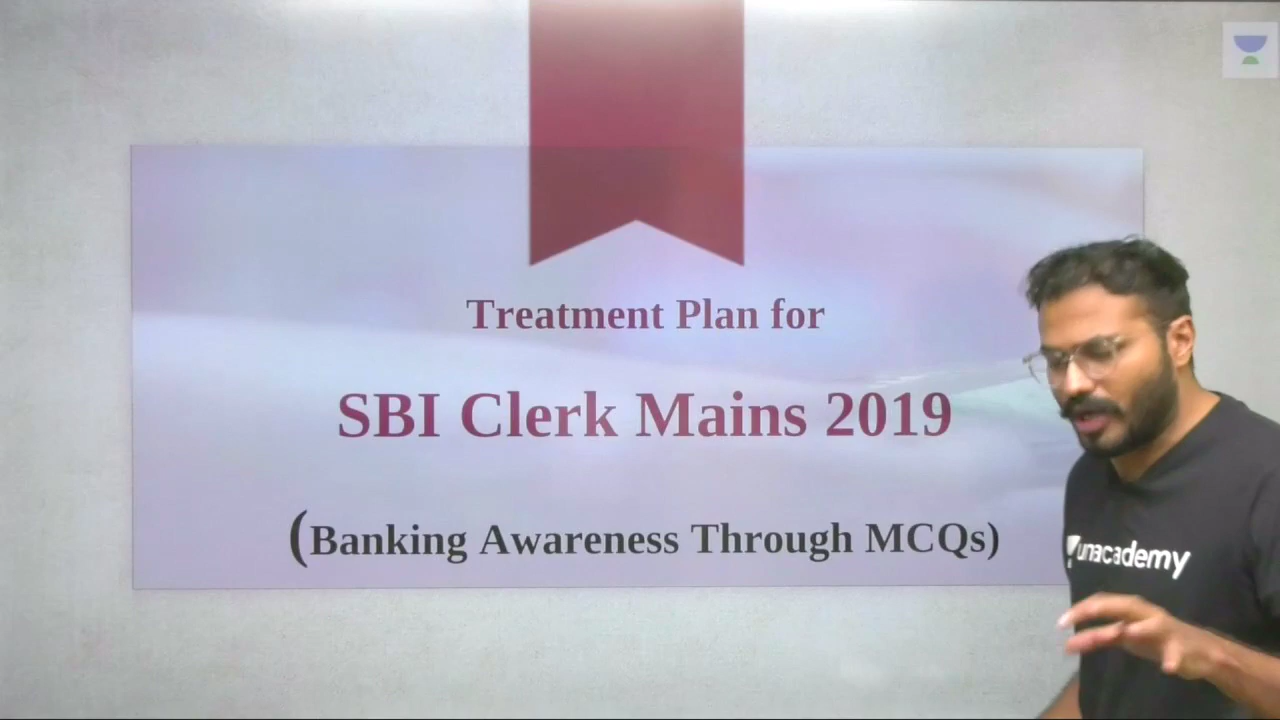 Treatment Plan for
SBI Clerk Mains 2019
(Banking Awareness Through MCQs)
unacademy